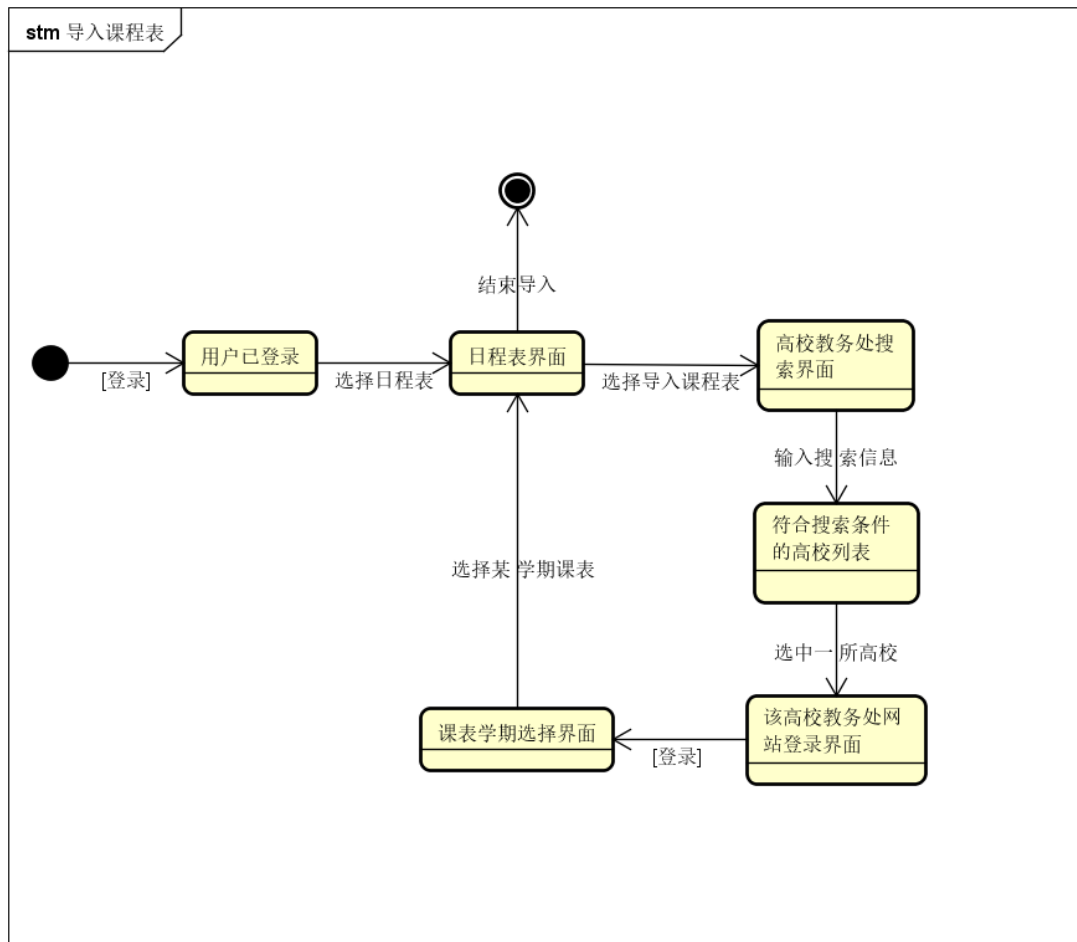 stm 导入课程表
结束导入
用户已登录
[登录]
选择日程表
日程表界面
选择导入课程表
高校教务处搜
索界面
输入搜索信息
符合搜索条件
的高校列表
选中一所高校
该高校教务处网
站登录界面
[登录]
课表学期选择界面
选择某学期课表